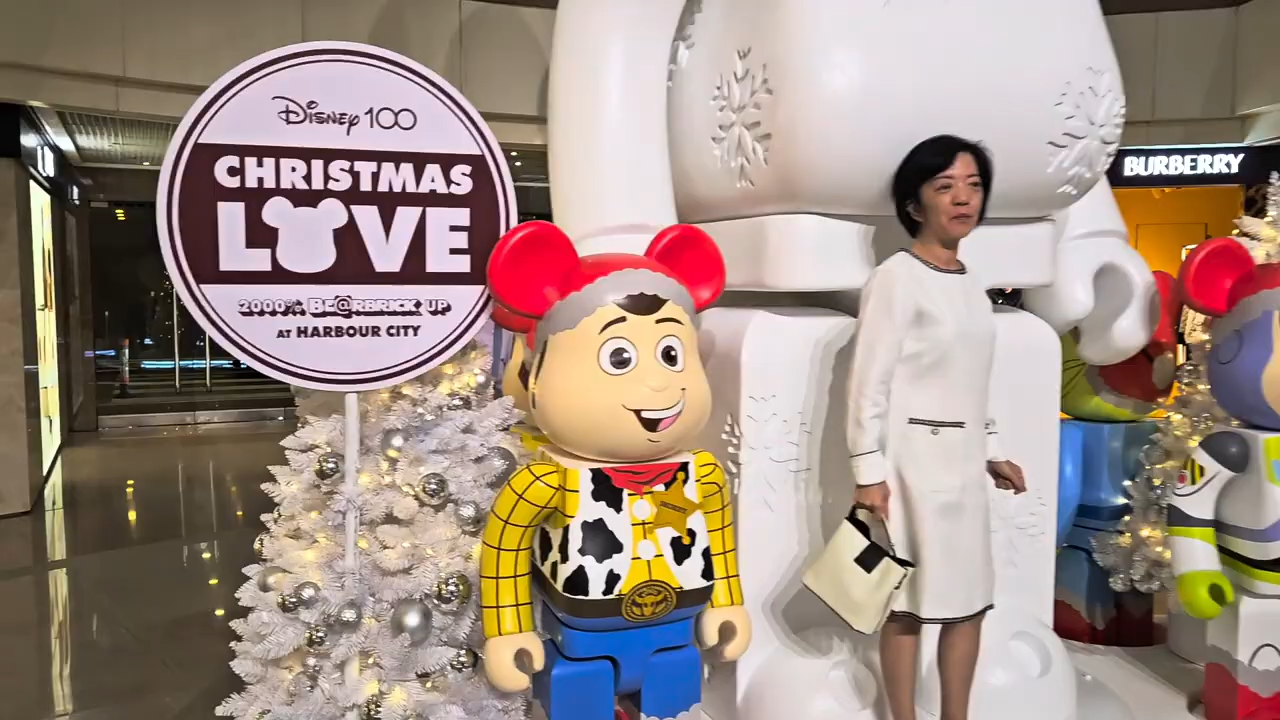 Disney 100
CHRISTMAS
LOVE
2000% BE@RBRICK UP
AT HARBOUR CITY
BURBERRY